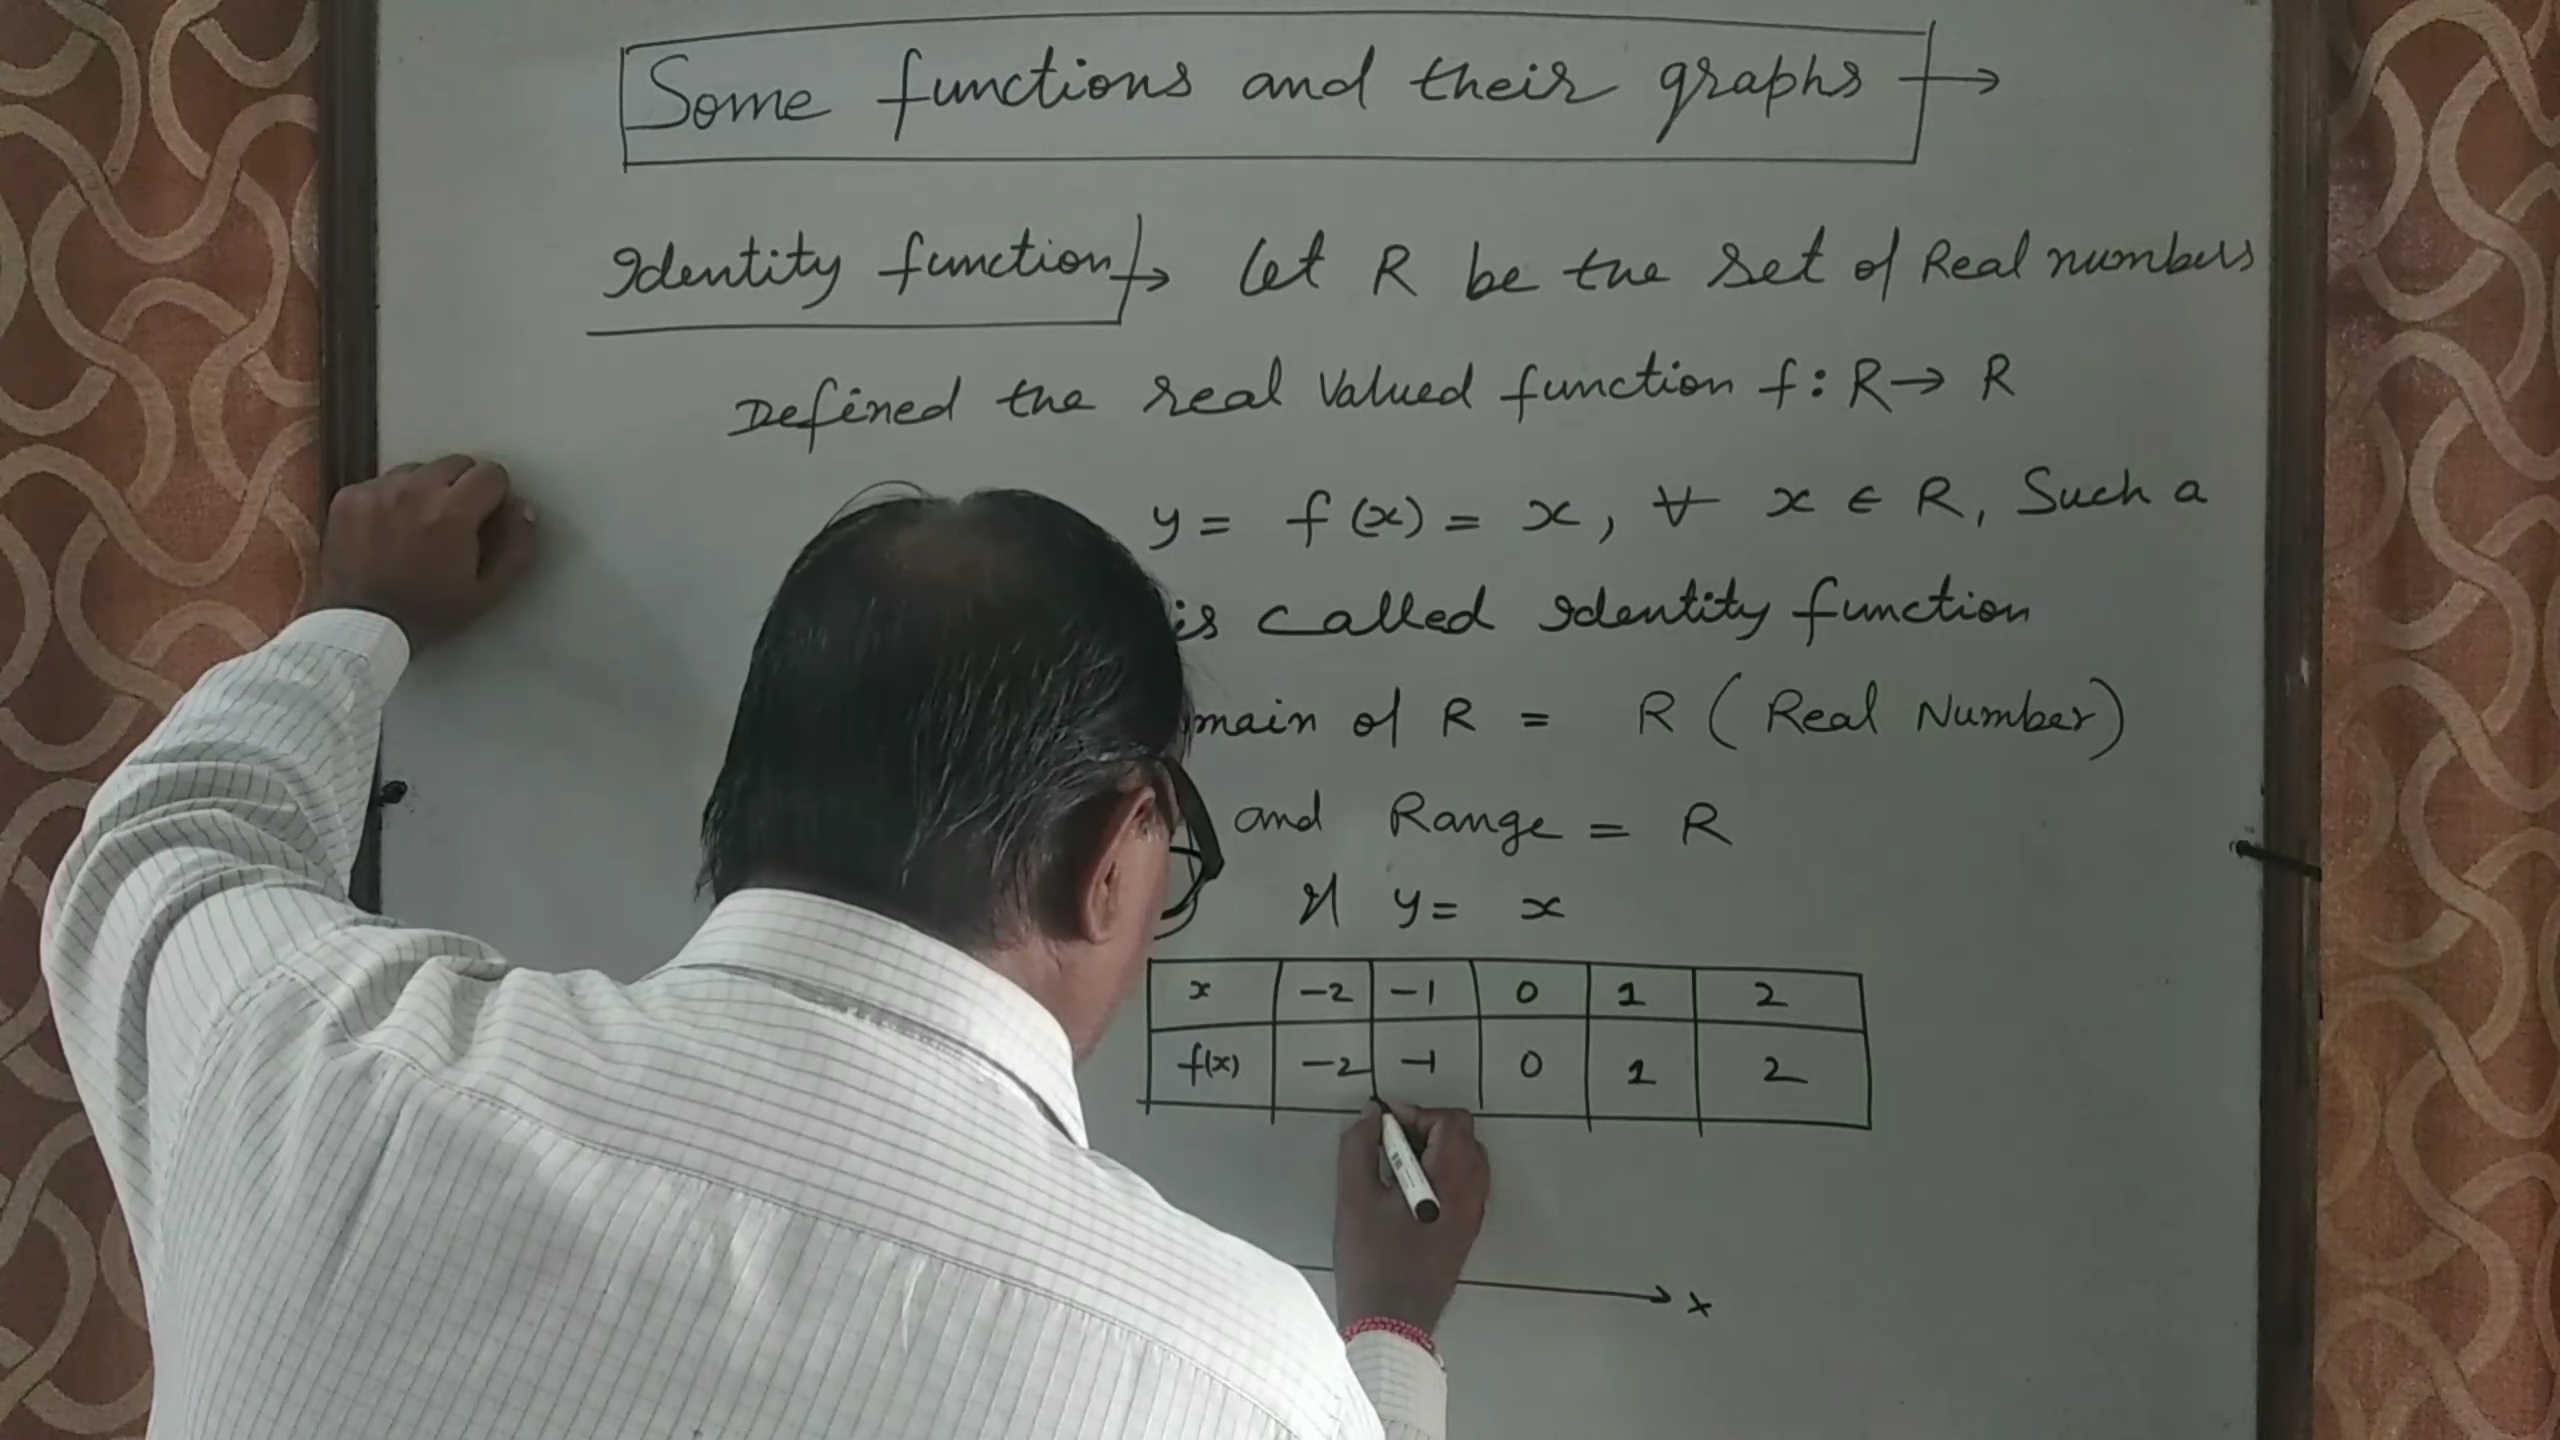 Some functions and their graphs →
Identity function → Let R be the set of Real numbers
Defined the real valued function f : R → R
y = f(x) = x, ∀ x ∈ R, Such a
is called Identity function
main of R = R (Real Number)
and Range = R
If y = x
x -2 -1 0 1 2
f(x) -2 -1 0 1 2
x